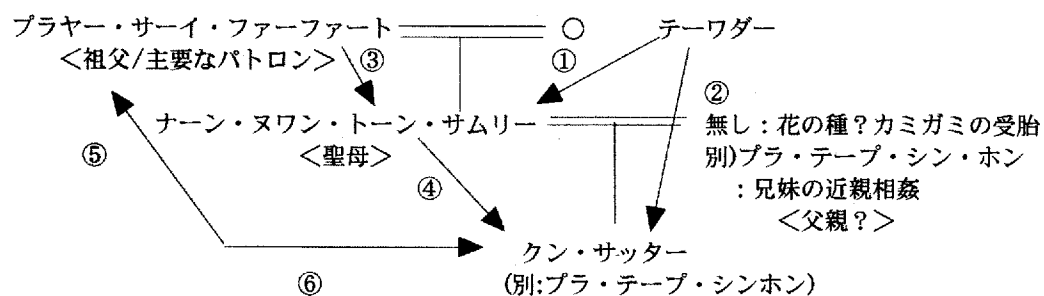 プラヤー・サーイ・ファーファート
○
テーワダー
<祖父/主要なパトロン>
③
①
②
ナーン・ヌワン・トーン・サムリー
無し：花の種？カミガミの受胎
<聖母>
別)プラ・テープ・シン・ホン
⑤
④
：兄妹の近親相姦
<父親？>
クン・サッター
⑥
(別:プラ・テープ・シンホン)